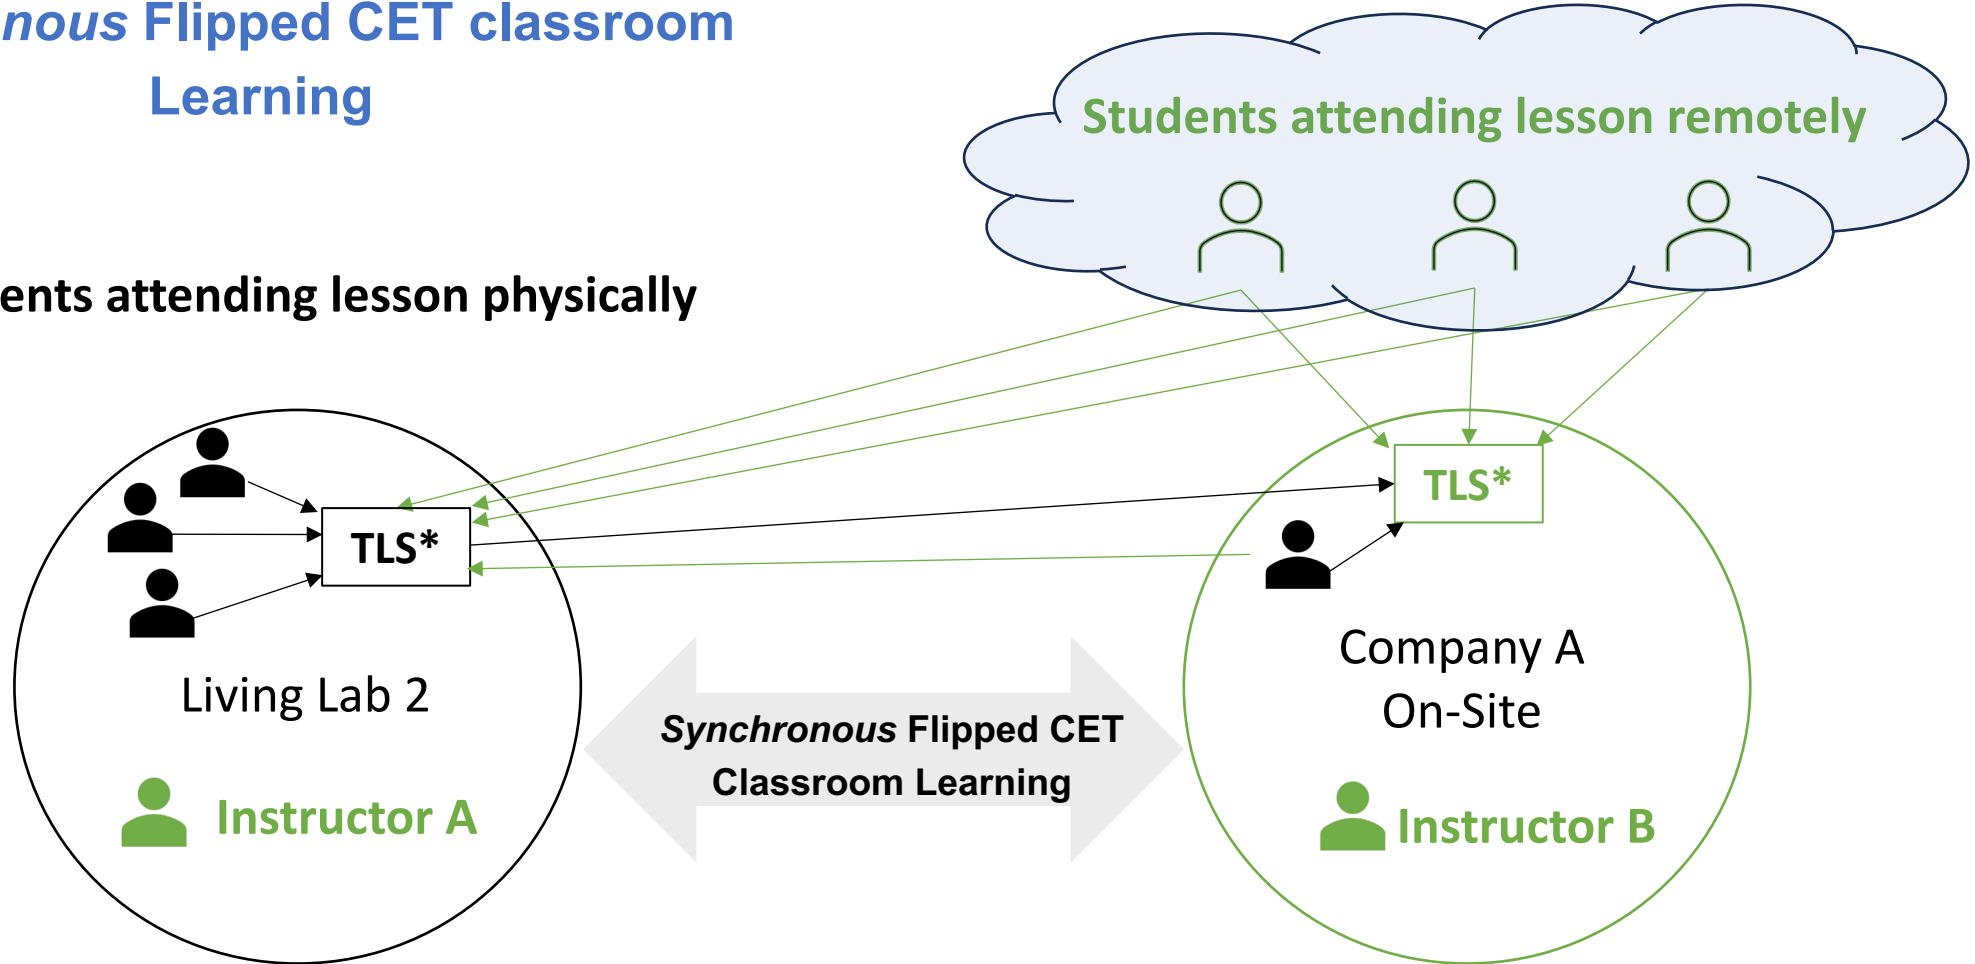 nous Flipped CET classroom
Learning
Students attending lesson remotely
ents attending lesson physically
TLS*
TLS*
Living Lab 2
Company A
On-Site
Synchronous Flipped CET
Classroom Learning
Instructor A
Instructor B